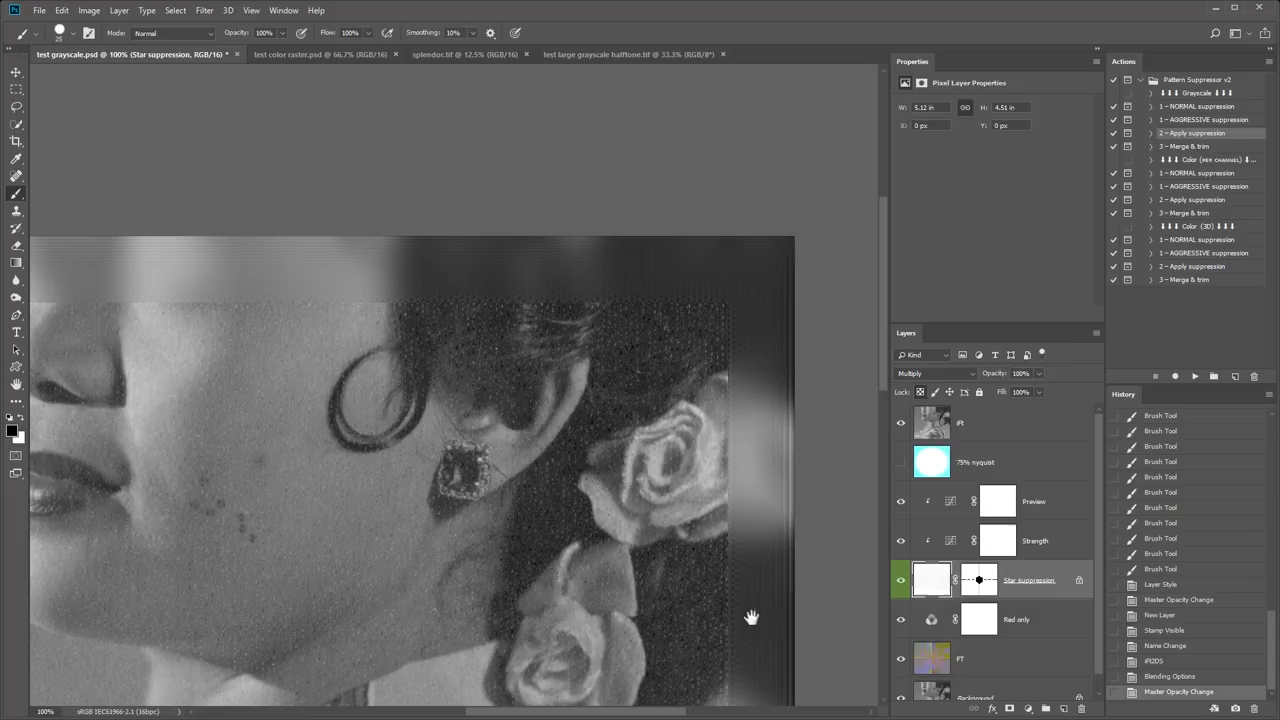 Ps File Edit Image Layer Type Select Filter 3D View Window Help
25 Mode: Normal Opacity: 100% Flow: 100% Smoothing: 10%
test grayscale.psd @ 100% (Star suppression, RGB/16) * × test color raster.psd @ 66.7% (RGB/16) × splendor.tif @ 12.5% (RGB/16) × test large grayscale halftone.tif @ 33.3% (RGB/8*) ×
Properties
Pixel Layer Properties
W: 5.12 in H: 4.51 in
X: 0 px Y: 0 px
Layers
Kind
Multiply Opacity: 100%
Lock: Fill: 100%
75% nyquist
Preview
Strength
Star suppression
Red only
FT
Background
Actions
Pattern Suppressor v2
↓↓↓ Grayscale ↓↓↓
1 – NORMAL suppression
1 – AGGRESSIVE suppression
2 – Apply suppression
3 – Merge & trim
↓↓↓ Color (PER CHANNEL) ↓...
1 – NORMAL suppression
1 – AGGRESSIVE suppression
2 – Apply suppression
3 – Merge & trim
↓↓↓ Color (3D) ↓↓↓
1 – NORMAL suppression
1 – AGGRESSIVE suppression
2 – Apply suppression
3 – Merge & trim
History
Brush Tool
Brush Tool
Brush Tool
Brush Tool
Brush Tool
Brush Tool
Brush Tool
Brush Tool
Brush Tool
Brush Tool
Brush Tool
Layer Style
Master Opacity Change
New Layer
Stamp Visible
Name Change
Blending Options
Master Opacity Change
100% sRGB IEC61966-2.1 (16bpc)